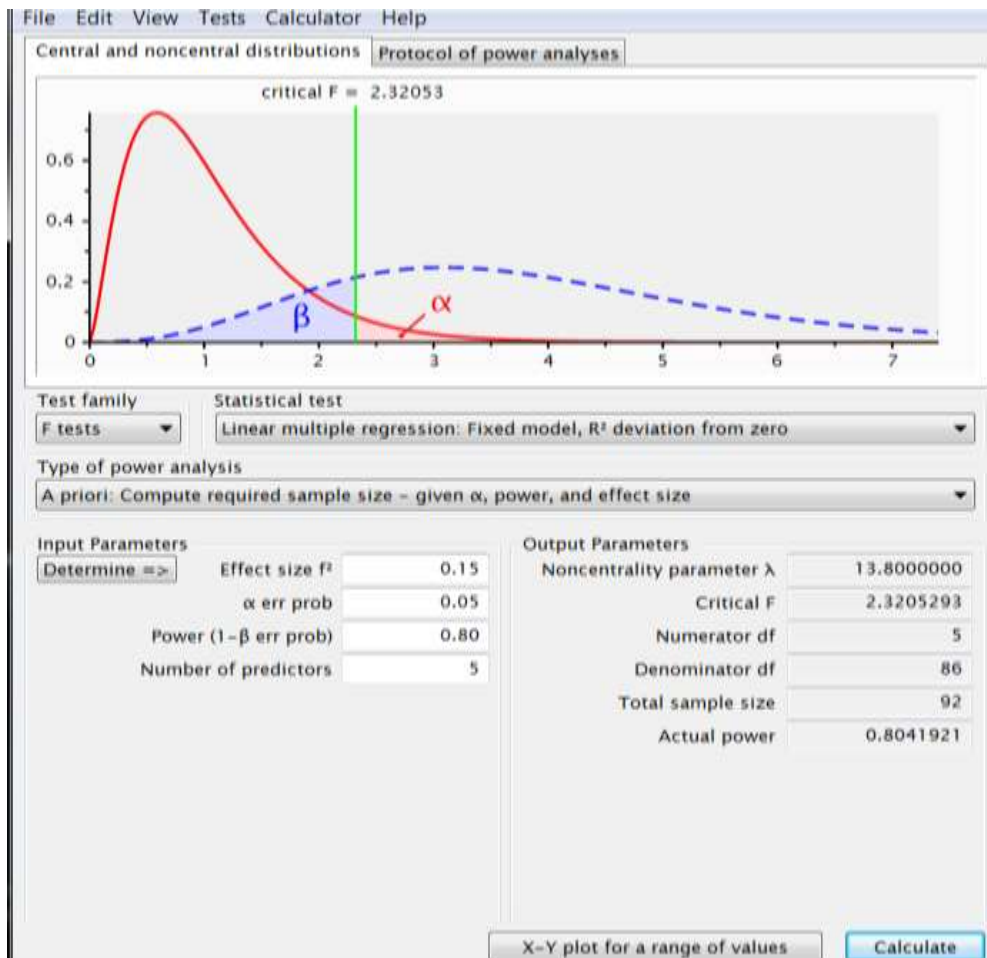 File Edit View Tests Calculator Help
Central and noncentral distributions Protocol of power analyses
critical F = 2.32053
0.6
0.4
0.2
0
β
α
0 1 2 3 4 5 6 7
Test family Statistical test
F tests Linear multiple regression: Fixed model, R² deviation from zero
Type of power analysis
A priori: Compute required sample size - given α, power, and effect size
Input Parameters
Determine => Effect size f² 0.15
α err prob 0.05
Power (1-β err prob) 0.80
Number of predictors 5
Output Parameters
Noncentrality parameter λ 13.8000000
Critical F 2.3205293
Numerator df 5
Denominator df 86
Total sample size 92
Actual power 0.8041921
X-Y plot for a range of values Calculate